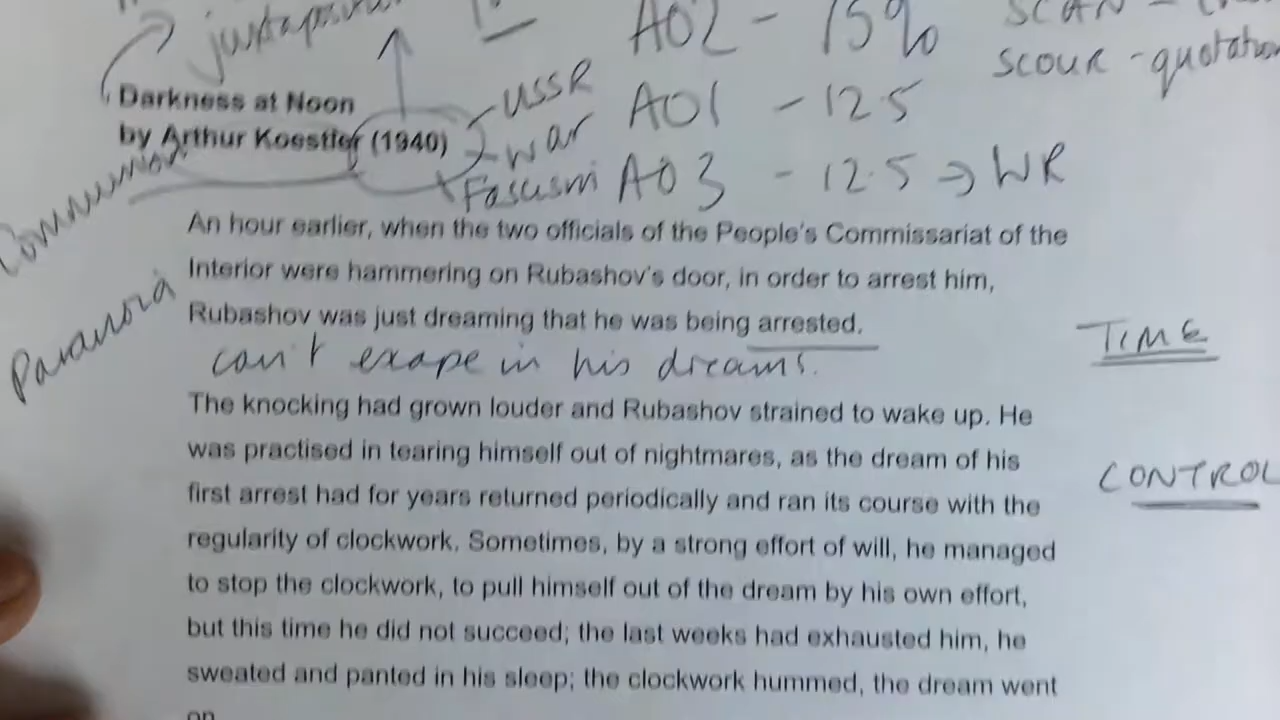 juxtaposition
AO2 - 15%
SCAN -
SCOUR - quotation
Darkness at Noon
USSR
AO1 - 12.5
by Arthur Koestler (1940)
war
Fascism
AO3 - 12.5 → WR
Communism
An hour earlier, when the two officials of the People's Commissariat of the
Interior were hammering on Rubashov's door, in order to arrest him,
Paranoia
Rubashov was just dreaming that he was being arrested.
TIME
can't exape in his dreams.
The knocking had grown louder and Rubashov strained to wake up. He
was practised in tearing himself out of nightmares, as the dream of his
CONTROL
first arrest had for years returned periodically and ran its course with the
regularity of clockwork. Sometimes, by a strong effort of will, he managed
to stop the clockwork, to pull himself out of the dream by his own effort,
but this time he did not succeed; the last weeks had exhausted him, he
sweated and panted in his sleep; the clockwork hummed, the dream went
on.